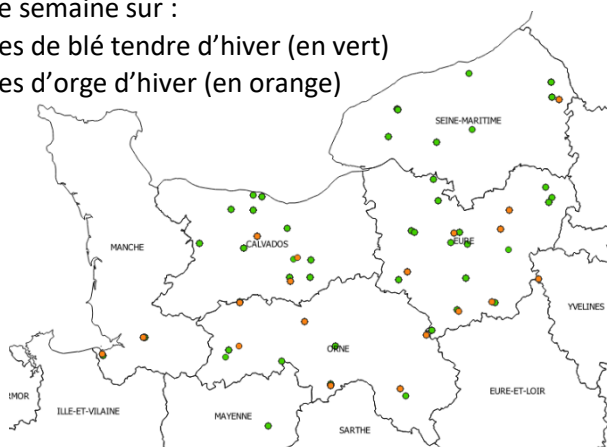 e semaine sur :
es de blé tendre d’hiver (en vert)
es d’orge d’hiver (en orange)
SEINE-MARITIME
MANCHE
CALVADOS
EURE
YVELINES
ORNE
:MOR
ILLE-ET-VILAINE
MAYENNE
SARTHE
EURE-ET-LOIR